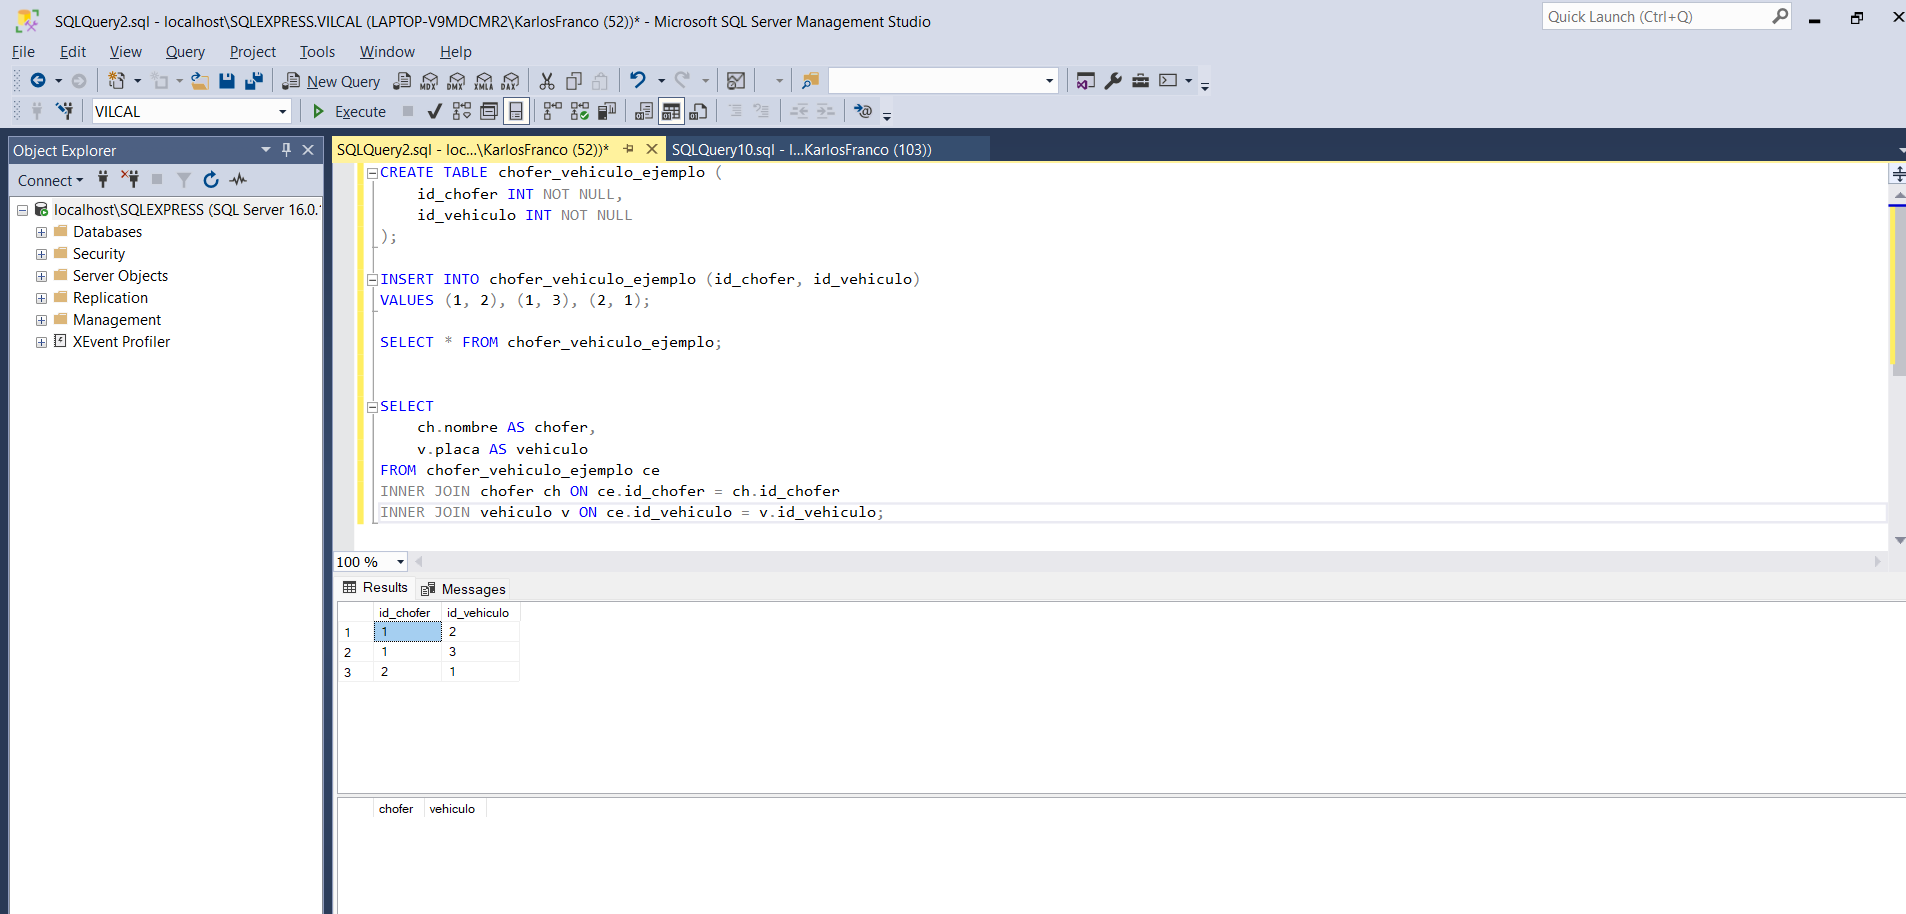 SQLQuery2.sql - localhost\SQLEXPRESS.VILCAL (LAPTOP-V9MDCMR2\KarlosFranco (52))* - Microsoft SQL Server Management Studio
Quick Launch (Ctrl+Q)
File Edit View Query Project Tools Window Help
New Query MDX DMX XMLA DAX
VILCAL Execute
Object Explorer
Connect
localhost\SQLEXPRESS (SQL Server 16.0.
Databases
Security
Server Objects
Replication
Management
XEvent Profiler
SQLQuery2.sql - loc...\KarlosFranco (52))* SQLQuery10.sql - l...KarlosFranco (103))
CREATE TABLE chofer_vehiculo_ejemplo (
id_chofer INT NOT NULL,
id_vehiculo INT NOT NULL
);
INSERT INTO chofer_vehiculo_ejemplo (id_chofer, id_vehiculo)
VALUES (1, 2), (1, 3), (2, 1);
SELECT * FROM chofer_vehiculo_ejemplo;
SELECT
ch.nombre AS chofer,
v.placa AS vehiculo
FROM chofer_vehiculo_ejemplo ce
INNER JOIN chofer ch ON ce.id_chofer = ch.id_chofer
INNER JOIN vehiculo v ON ce.id_vehiculo = v.id_vehiculo;
100 %
Results Messages
id_chofer id_vehiculo
1 1 2
2 1 3
3 2 1
chofer vehiculo